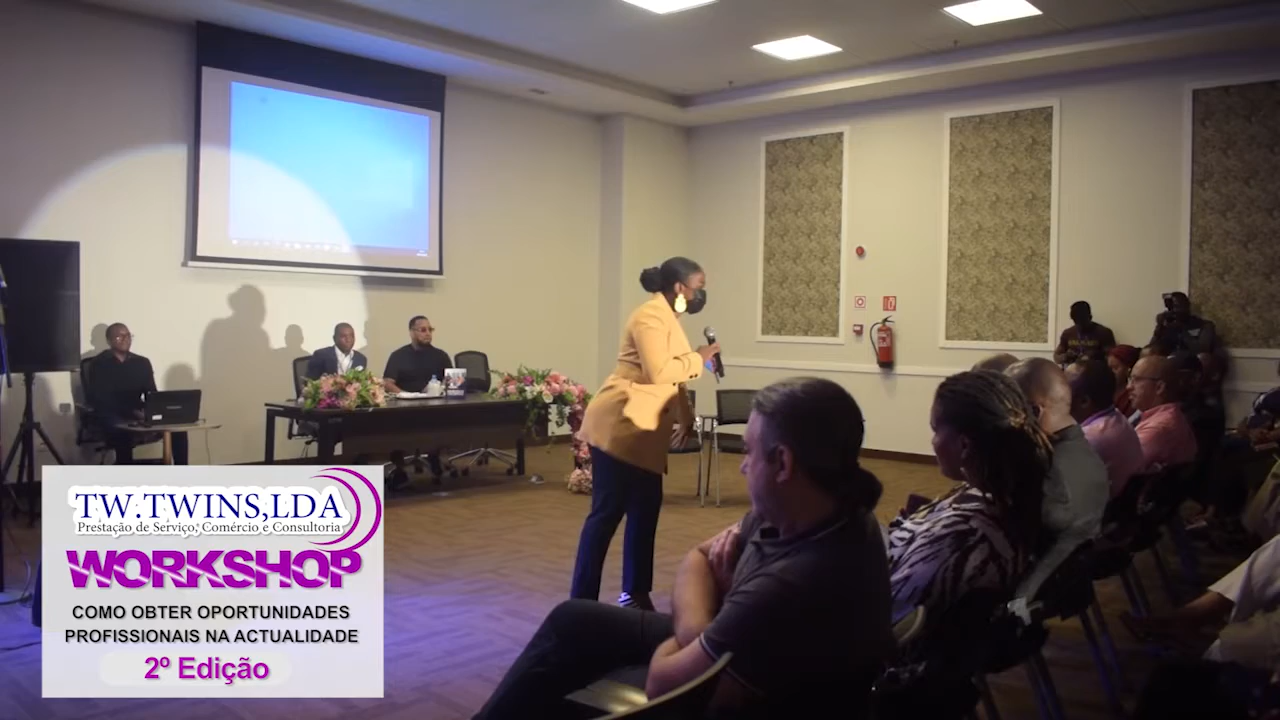 TW.TWINS,LDA
Prestação de Serviço, Comércio e Consultoria
WORKSHOP
COMO OBTER OPORTUNIDADES
PROFISSIONAIS NA ACTUALIDADE
2º Edição